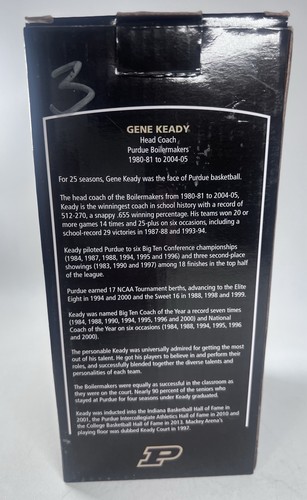 3
GENE KEADY
Head Coach
Purdue Boilermakers
1980-81 to 2004-05
For 25 seasons, Gene Keady was the face of Purdue basketball.
The head coach of the Boilermakers from 1980-81 to 2004-05,
Keady is the winningest coach in school history with a record of
512-270, a snappy .655 winning percentage. His teams won 20 or
more games 14 times and 25-plus on six occasions, including a
school-record 29 victories in 1987-88 and 1993-94.
Keady piloted Purdue to six Big Ten Conference championships
(1984, 1987, 1988, 1994, 1995 and 1996) and three second-place
showings (1983, 1990 and 1997) among 18 finishes in the top half
of the league.
Purdue earned 17 NCAA Tournament births, advancing to the Elite
Eight in 1994 and 2000 and the Sweet 16 in 1988, 1998 and 1999.
Keady was named Big Ten Coach of the Year a record seven times
(1984, 1988, 1990, 1994, 1995, 1996 and 2000) and National
Coach of the Year on six occasions (1984, 1988, 1994, 1995, 1996
and 2000).
The personable Keady was universally admired for getting the most
out of his talent. He got his players to believe in and perform their
roles, and successfully blended together the diverse talents and
personalities of each team.
The Boilermakers were equally as successful in the classroom as
they were on the court. Nearly 90 percent of the seniors who
stayed at Purdue for four seasons under Keady graduated.
Keady was inducted into the Indiana Basketball Hall of Fame in
2001, the Purdue Intercollegiate Athletics Hall of Fame in 2010 and
the College Basketball Hall of Fame in 2013. Mackey Arena's
playing floor was dubbed Keady Court in 1997.
P